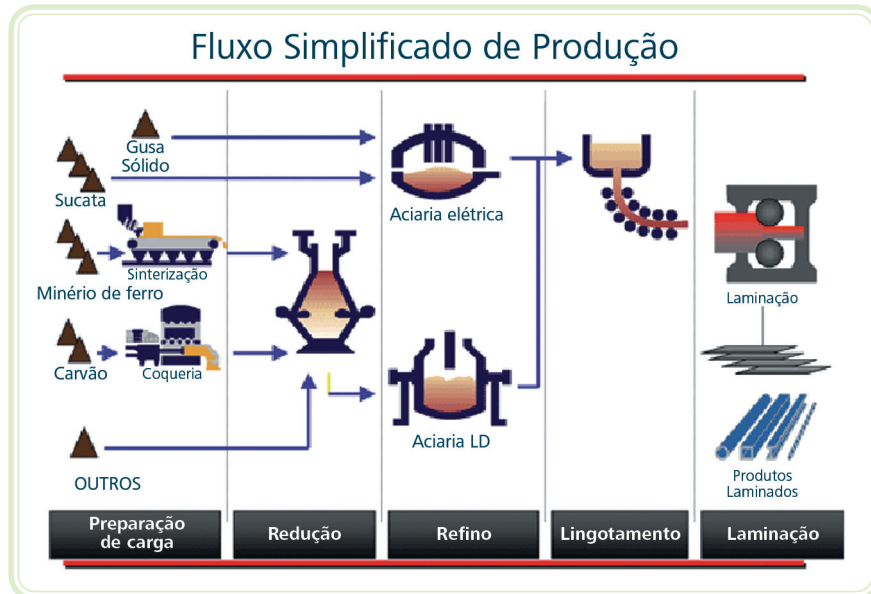 Fluxo Simplificado de Produção
Gusa
Sólido
Sucata
Aciaria elétrica
Sinterização
Minério de ferro
Laminação
Carvão
Coqueria
Aciaria LD
OUTROS
Produtos
Laminados
Preparação
de carga
Redução
Refino
Lingotamento
Laminação